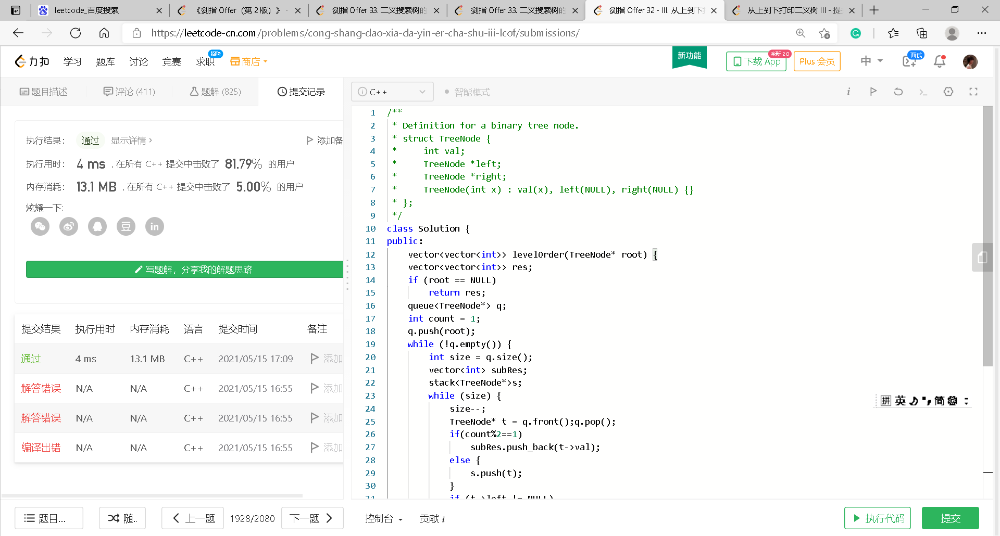 leetcode_百度搜索
《剑指 Offer（第 2 版）》 -
剑指 Offer 33. 二叉搜索树的
剑指 Offer 33. 二叉搜索树的
剑指 Offer 32 - III. 从上到下
从上到下打印二叉树 III - 提
https://leetcode-cn.com/problems/cong-shang-dao-xia-da-yin-er-cha-shu-iii-lcof/submissions/
力扣
学习
题库
讨论
竞赛
求职
招聘
商店
新功能
下载 App
全新 2.0
Plus 会员
中
面试
题目描述
评论 (411)
题解 (825)
提交记录
C++
智能模式
执行结果：
通过
显示详情 >
添加备
执行用时：
4 ms
, 在所有 C++ 提交中击败了
81.79%
的用户
内存消耗：
13.1 MB
, 在所有 C++ 提交中击败了
5.00%
的用户
炫耀一下:
豆
in
写题解，分享我的解题思路
提交结果 执行用时 内存消耗 语言 提交时间 备注
通过 4 ms 13.1 MB C++ 2021/05/15 17:09 添加
解答错误 N/A N/A C++ 2021/05/15 16:55 添加
解答错误 N/A N/A C++ 2021/05/15 16:55 添加
编译出错 N/A N/A C++ 2021/05/15 16:55 添加
1 /**
2 * Definition for a binary tree node.
3 * struct TreeNode {
4 *     int val;
5 *     TreeNode *left;
6 *     TreeNode *right;
7 *     TreeNode(int x) : val(x), left(NULL), right(NULL) {}
8 * };
9 */
10 class Solution {
11 public:
12     vector<vector<int>> levelOrder(TreeNode* root) {
13     vector<vector<int>> res;
14     if (root == NULL)
15         return res;
16     queue<TreeNode*> q;
17     int count = 1;
18     q.push(root);
19     while (!q.empty()) {
20         int size = q.size();
21         vector<int> subRes;
22         stack<TreeNode*>s;
23         while (size) {
24             size--;
25             TreeNode* t = q.front();q.pop();
26             if(count%2==1)
27                 subRes.push_back(t->val);
28             else {
29                 s.push(t);
30             }
31             if (t->left != NULL)
拼 英 简
题目...
随..
上一题
1928/2080
下一题
控制台
贡献 i
执行代码
提交